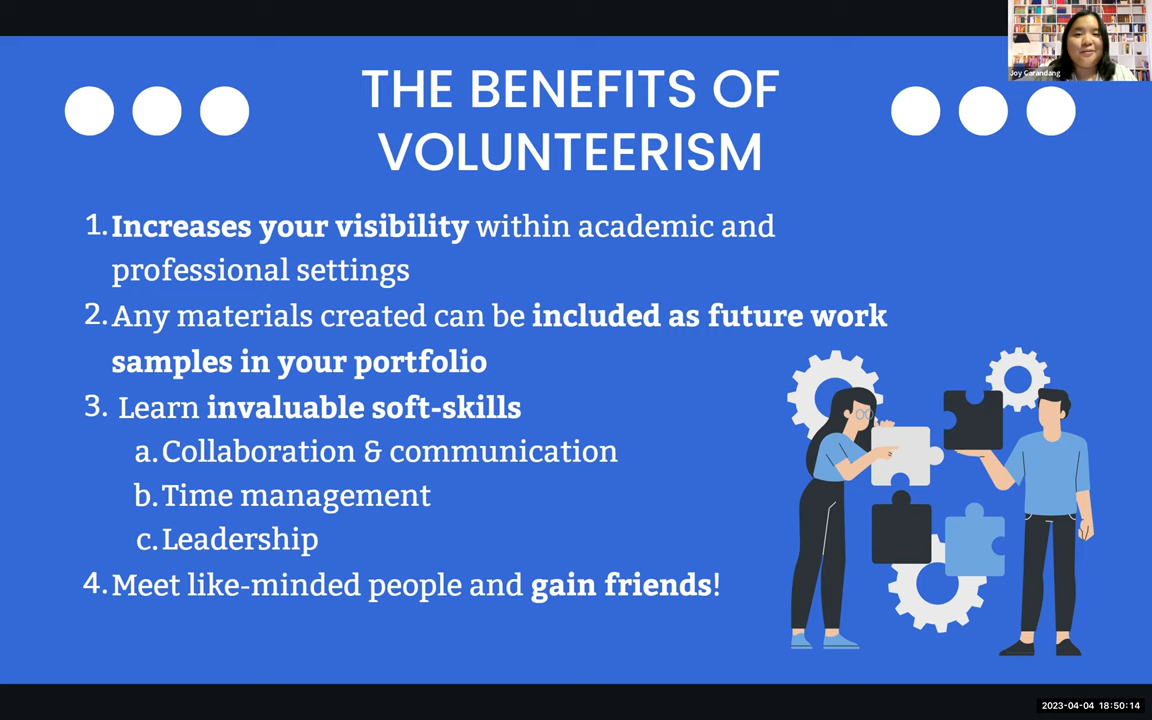 THE BENEFITS OF
VOLUNTEERISM
Joy Carandang
1. Increases your visibility within academic and
professional settings
2. Any materials created can be included as future work
samples in your portfolio
3. Learn invaluable soft-skills
a. Collaboration & communication
b. Time management
c. Leadership
4. Meet like-minded people and gain friends!
2023-04-04 18:50:14